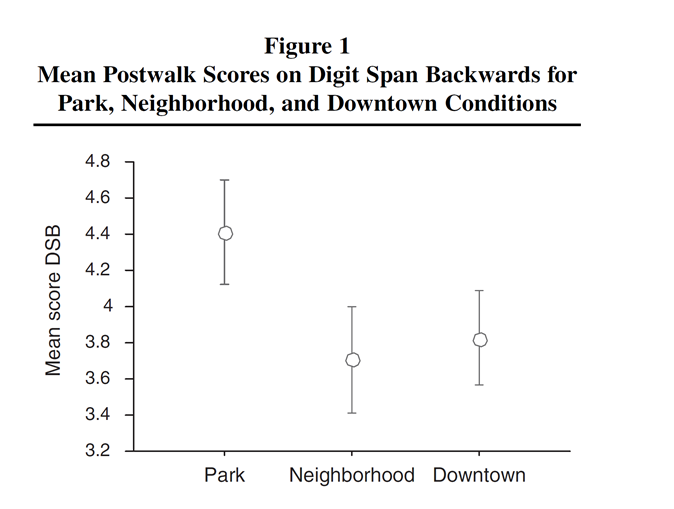 Figure 1
Mean Postwalk Scores on Digit Span Backwards for
Park, Neighborhood, and Downtown Conditions
Mean score DSB
4.8
4.6
4.4
4.2
4
3.8
3.6
3.4
3.2
Park Neighborhood Downtown